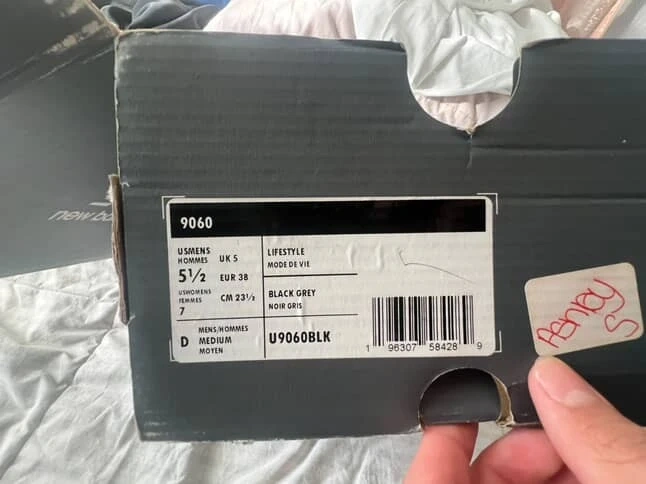 new ba
9060
USMENS
HOMMES
UK 5
5½
EUR 38
USWOMENS
FEMMES
7
CM 23½
D
MENS/HOMMES
MEDIUM
MOYEN
LIFESTYLE
MODE DE VIE
BLACK GREY
NOIR GRIS
U9060BLK
1 96307 58428 9
Ashley
S